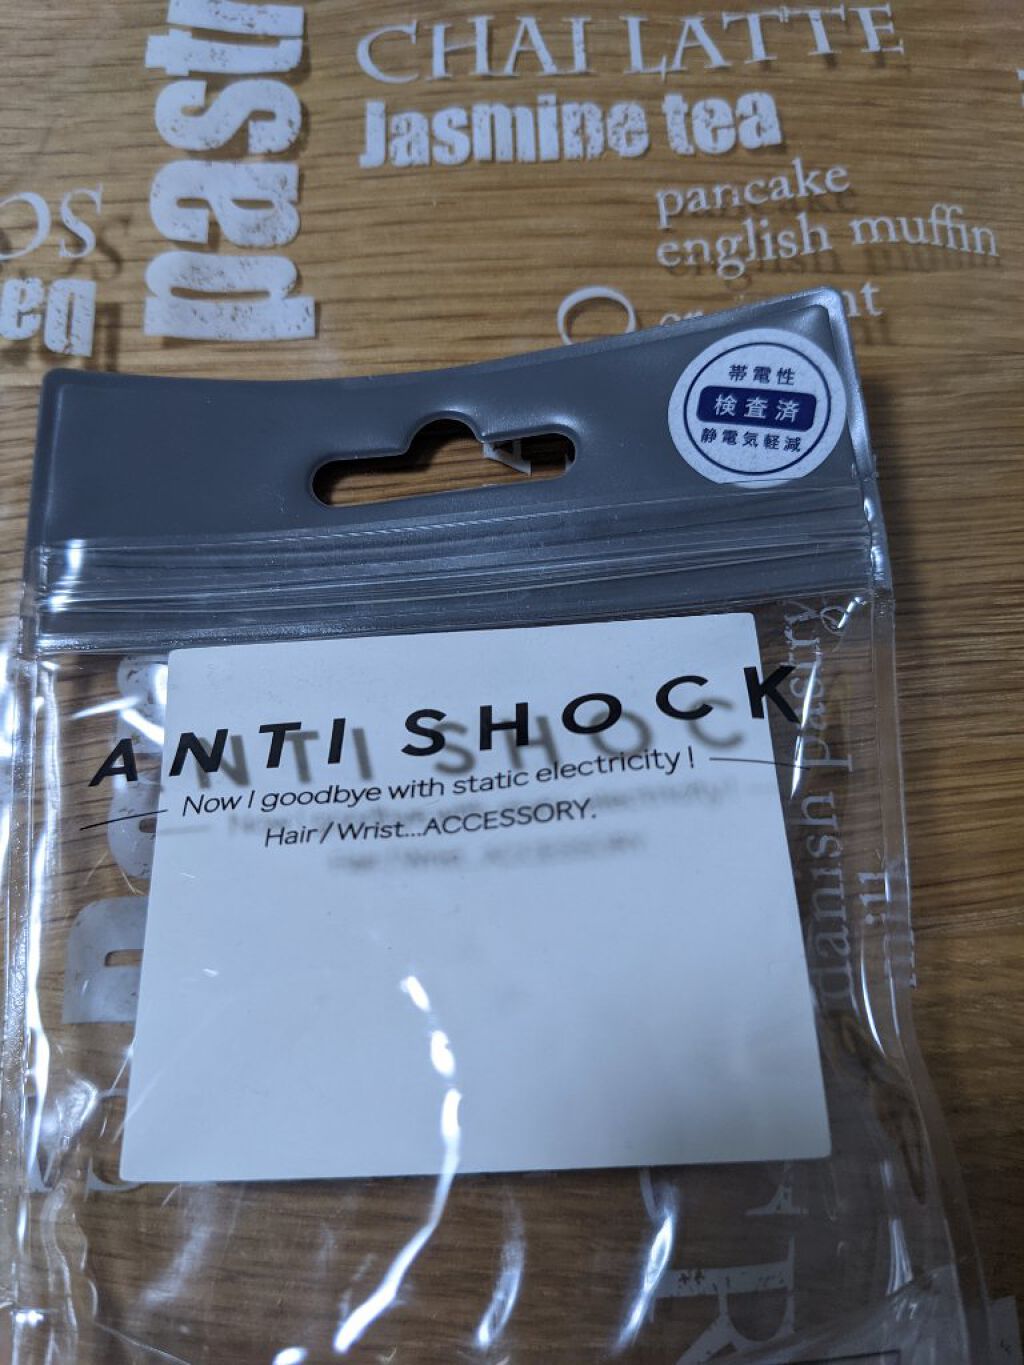 CHAI LATTE
Jasmine tea
pancake
english muffin
帯電性
検査済
静電気軽減
ANTI SHOCK
Now I goodbye with static electricity !
Hair / Wrist...ACCESSORY.
danish pastry